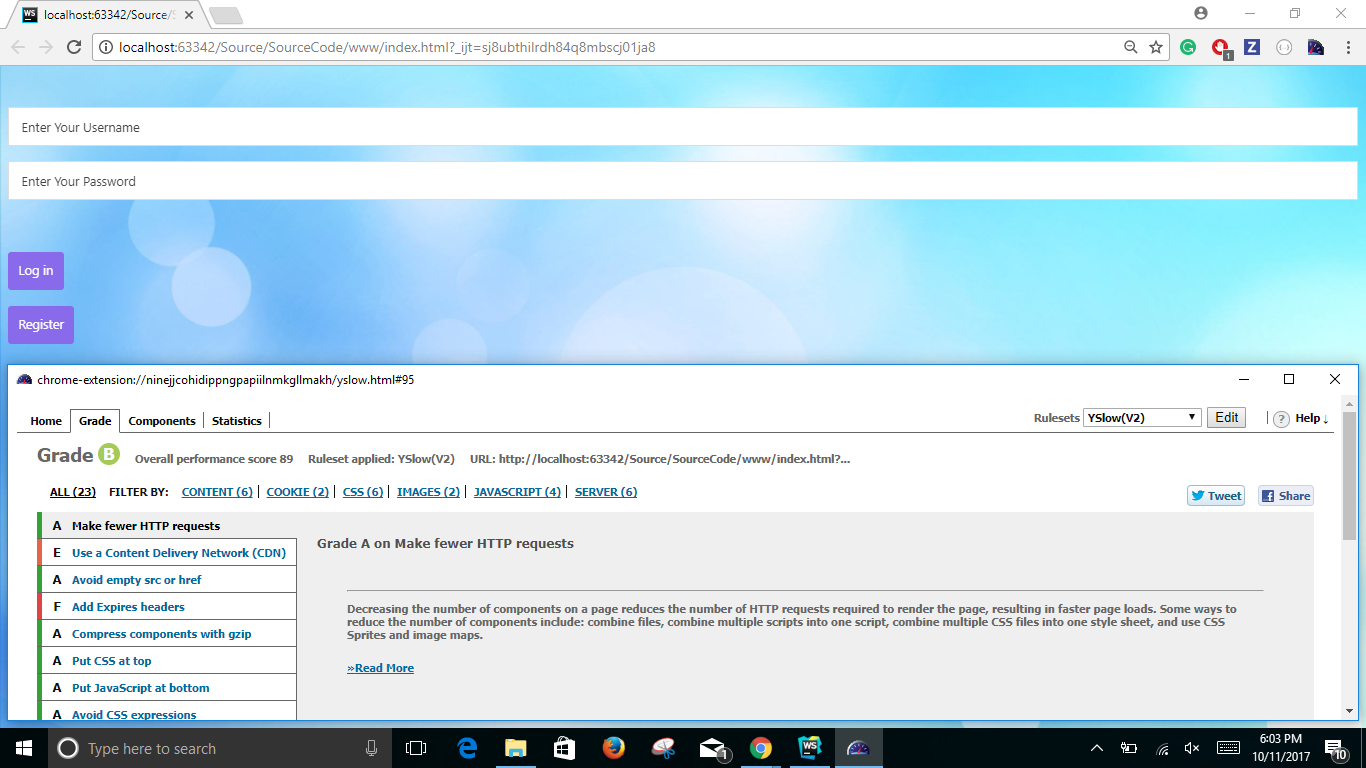 WS localhost:63342/Source/S
localhost:63342/Source/SourceCode/www/index.html?_ijt=sj8ubthilrdh84q8mbscj01ja8
1
Z
Enter Your Username
Enter Your Password
Log in
Register
chrome-extension://ninejjcohidippngpapiilnmkgllmakh/yslow.html#95
Home Grade Components Statistics
Rulesets YSlow(V2) Edit ? Help ↓
Grade B Overall performance score 89 Ruleset applied: YSlow(V2) URL: http://localhost:63342/Source/SourceCode/www/index.html?...
ALL (23) FILTER BY: CONTENT (6) COOKIE (2) CSS (6) IMAGES (2) JAVASCRIPT (4) SERVER (6)
Tweet f Share
A Make fewer HTTP requests
E Use a Content Delivery Network (CDN)
A Avoid empty src or href
F Add Expires headers
A Compress components with gzip
A Put CSS at top
A Put JavaScript at bottom
A Avoid CSS expressions
Grade A on Make fewer HTTP requests
Decreasing the number of components on a page reduces the number of HTTP requests required to render the page, resulting in faster page loads. Some ways to
reduce the number of components include: combine files, combine multiple scripts into one script, combine multiple CSS files into one style sheet, and use CSS
Sprites and image maps.
»Read More
Type here to search
1
WS
6:03 PM
10/11/2017
10